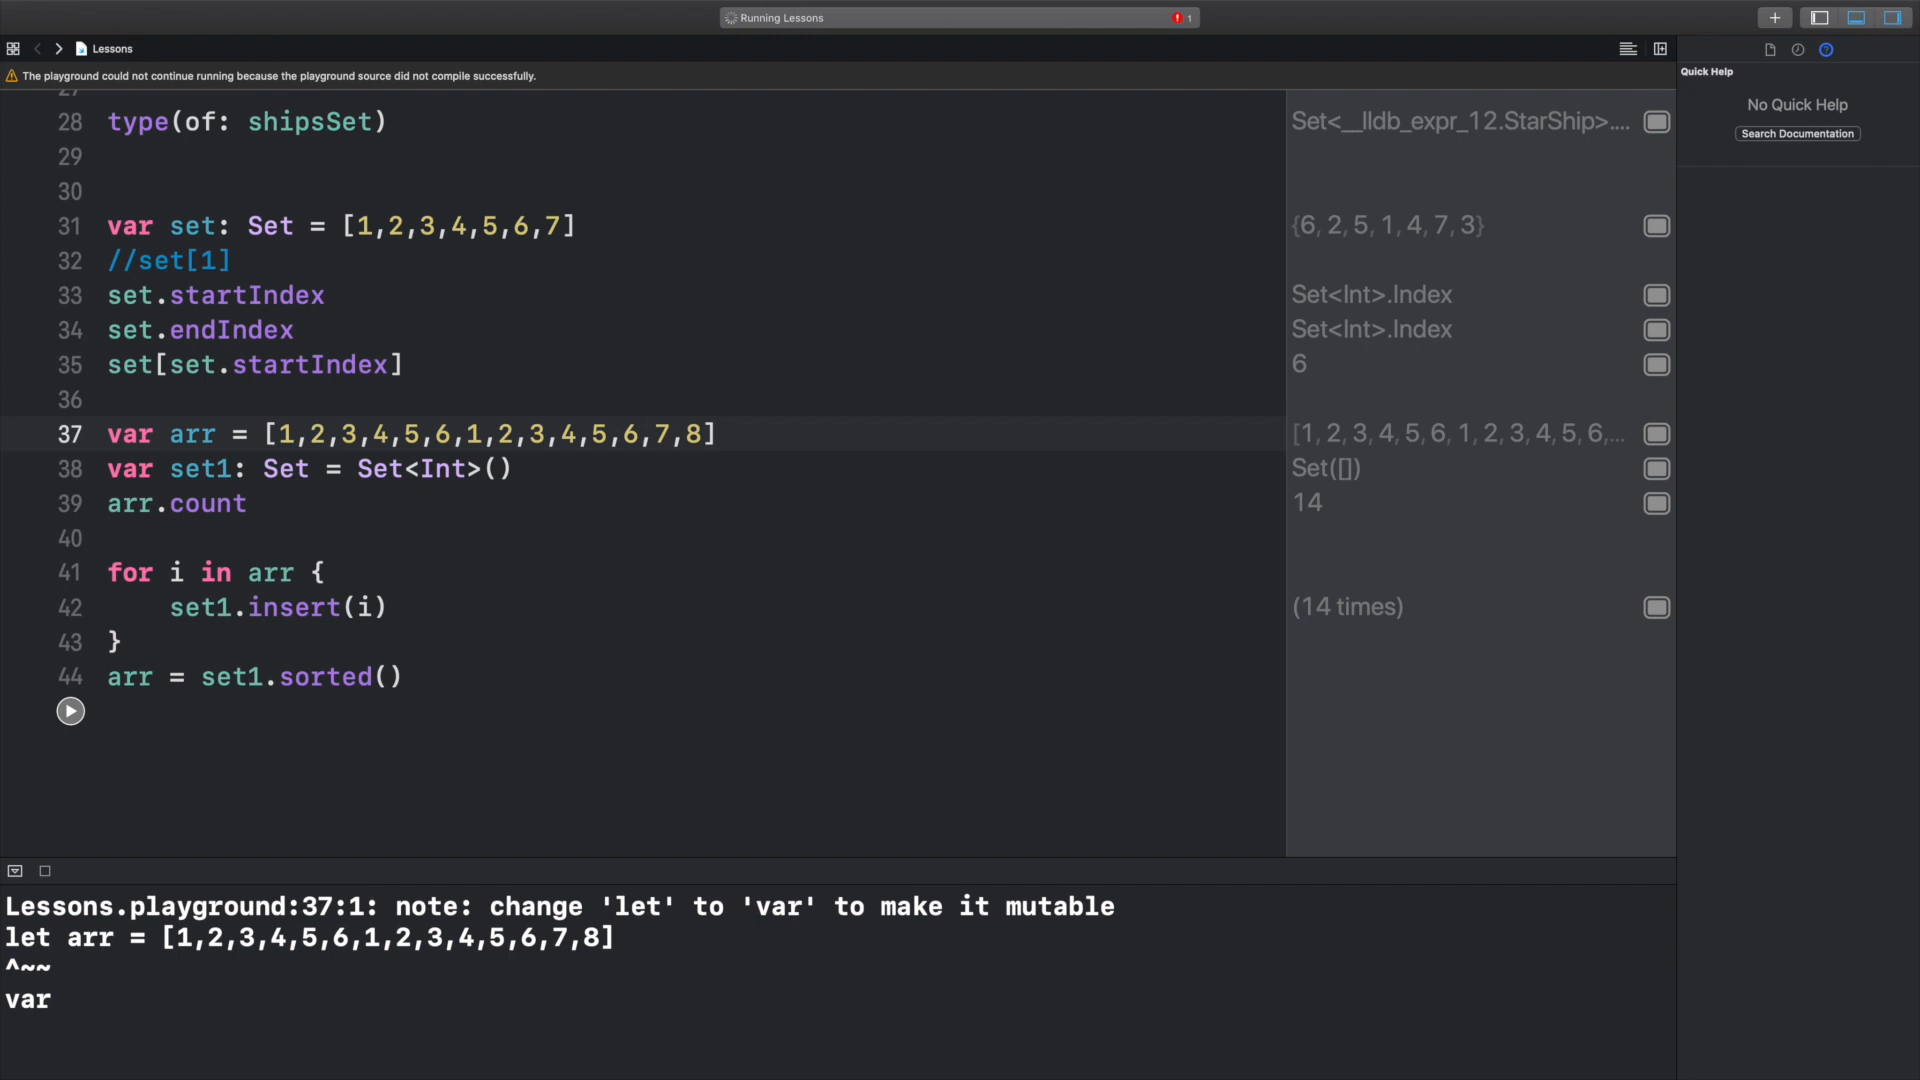 Running Lessons
1
Lessons
The playground could not continue running because the playground source did not compile successfully.
Quick Help
No Quick Help
Search Documentation
27
28 type(of: shipsSet) Set<__lldb_expr_12.StarShip>....
29
30
31 var set: Set = [1,2,3,4,5,6,7] {6, 2, 5, 1, 4, 7, 3}
32 //set[1]
33 set.startIndex Set<Int>.Index
34 set.endIndex Set<Int>.Index
35 set[set.startIndex] 6
36
37 var arr = [1,2,3,4,5,6,1,2,3,4,5,6,7,8] [1, 2, 3, 4, 5, 6, 1, 2, 3, 4, 5, 6,...
38 var set1: Set = Set<Int>() Set([])
39 arr.count 14
40
41 for i in arr {
42 set1.insert(i) (14 times)
43 }
44 arr = set1.sorted()
Lessons.playground:37:1: note: change 'let' to 'var' to make it mutable
let arr = [1,2,3,4,5,6,1,2,3,4,5,6,7,8]
^~~
var